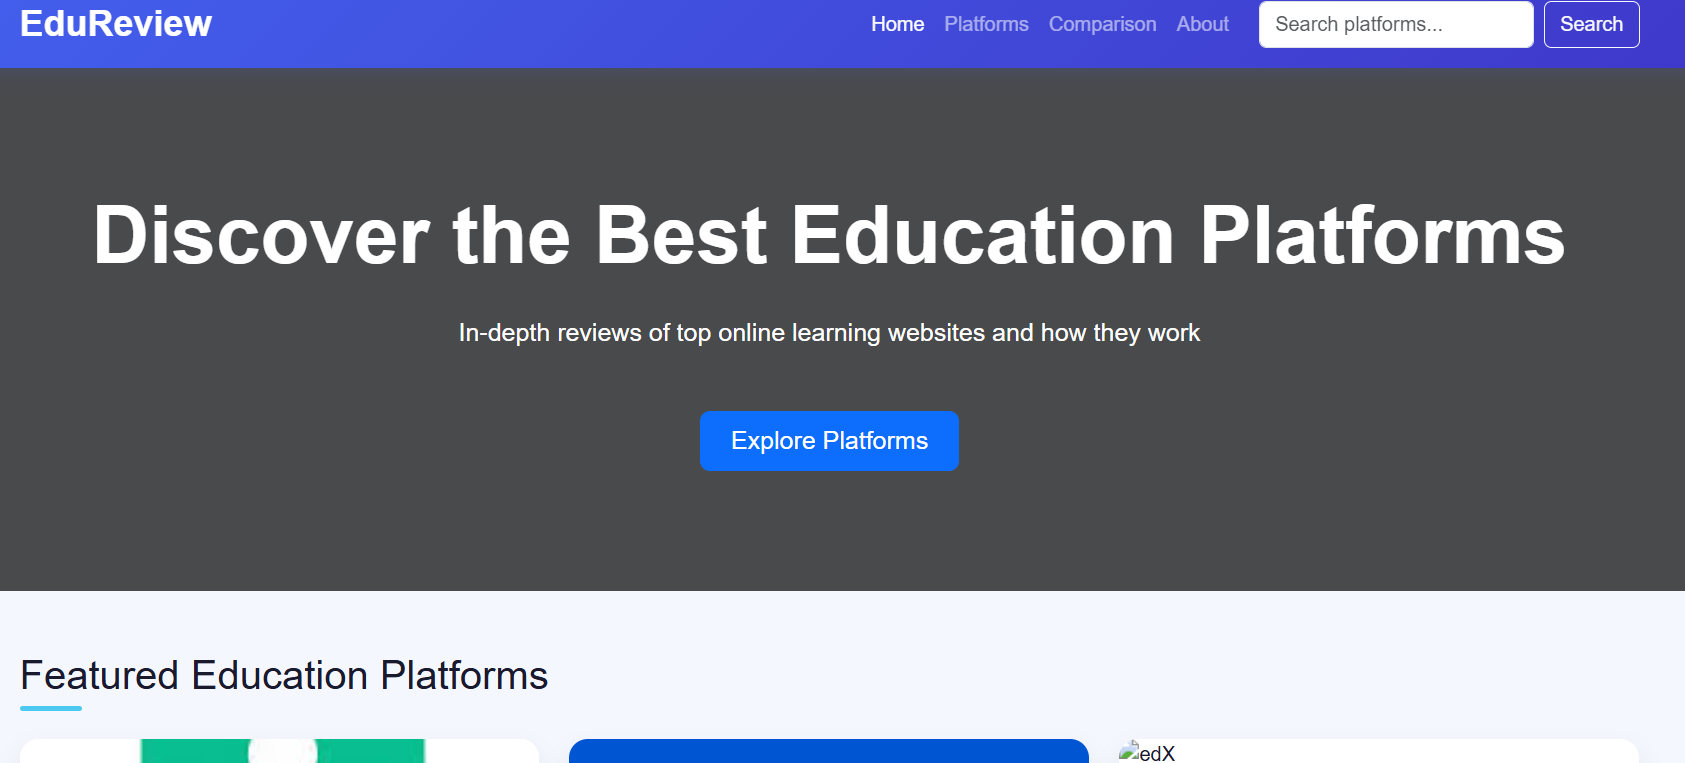 EduReview
Home Platforms Comparison About Search platforms... Search
Discover the Best Education Platforms
In-depth reviews of top online learning websites and how they work
Explore Platforms
Featured Education Platforms
edX